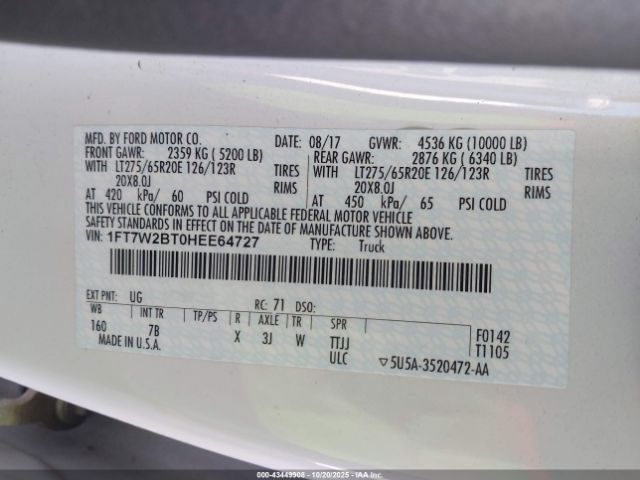 MFD. BY FORD MOTOR CO. DATE: 08/17 GVWR: 4536 KG (10000 LB)
FRONT GAWR: 2359 KG ( 5200 LB) REAR GAWR: 2876 KG ( 6340 LB)
WITH LT275/65R20E 126/123R TIRES WITH LT275/65R20E 126/123R TIRES
20X8.0J RIMS 20X8.0J RIMS
AT 420 kPa/ 60 PSI COLD AT 450 kPa/ 65 PSI COLD
THIS VEHICLE CONFORMS TO ALL APPLICABLE FEDERAL MOTOR VEHICLE
SAFETY STANDARDS IN EFFECT ON THE DATE OF MANUFACTURE SHOWN ABOVE.
VIN: 1FT7W2BT0HEE64727 TYPE: Truck
EXT PNT: UG RC: 71 DSO:
WB INT TR TP/PS R AXLE TR SPR F0142
160 7B X 3J W TTJJ T1105
MADE IN U.S.A. ULC ▽5U5A-3520472-AA
000-43449908 - 10/20/2025 - COPYRIGHT IAA, LLC